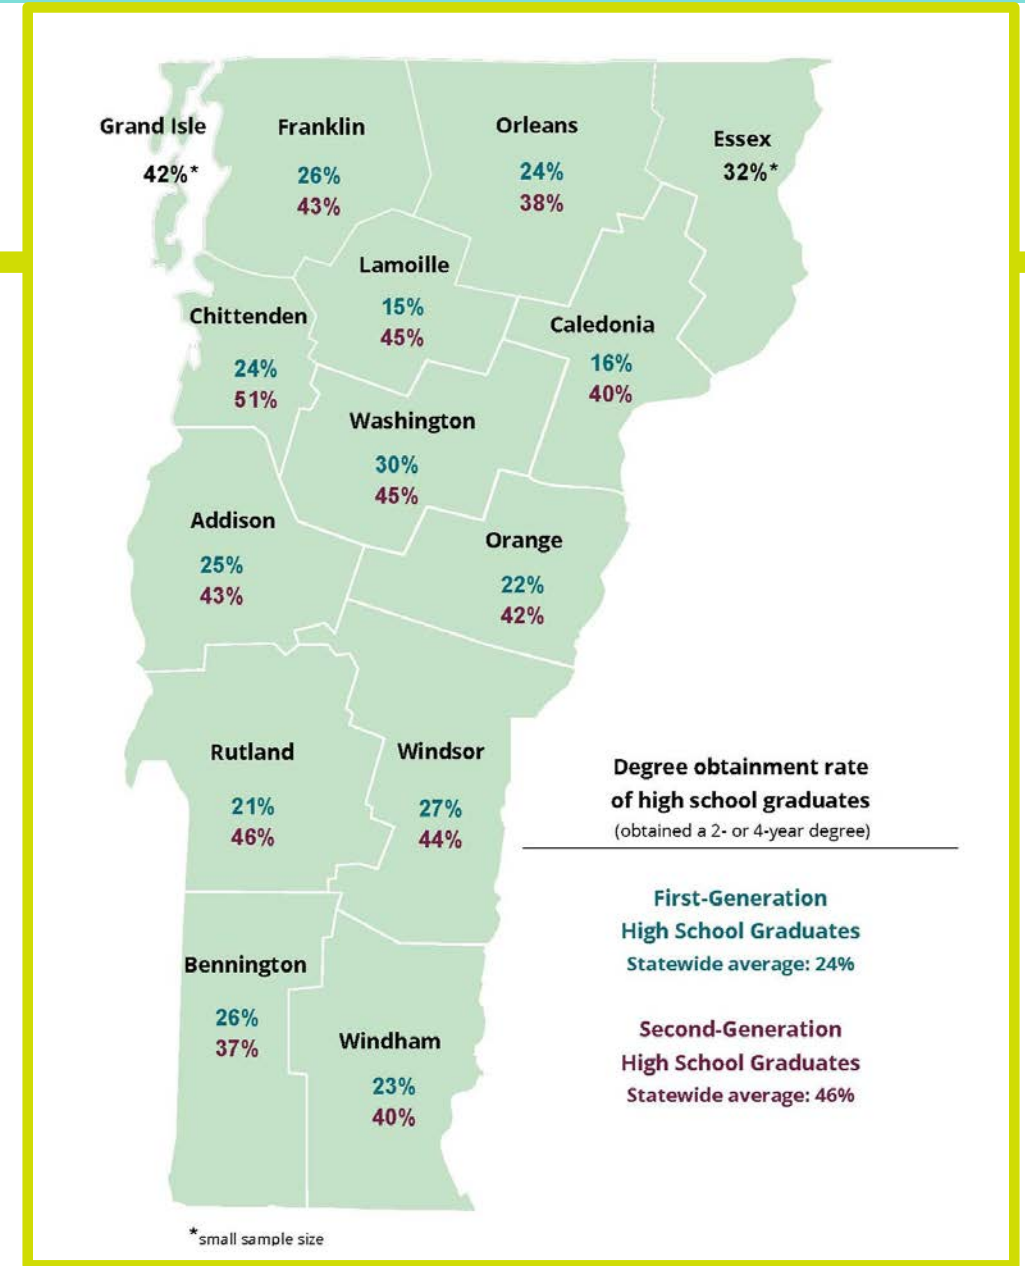 Grand Isle
42%*
Franklin
26%
43%
Orleans
24%
38%
Essex
32%*
Lamoille
15%
45%
Chittenden
24%
51%
Caledonia
16%
40%
Washington
30%
45%
Addison
25%
43%
Orange
22%
42%
Rutland
21%
46%
Windsor
27%
44%
Bennington
26%
37%
Windham
23%
40%
Degree obtainment rate
of high school graduates
(obtained a 2- or 4-year degree)
First-Generation
High School Graduates
Statewide average: 24%
Second-Generation
High School Graduates
Statewide average: 46%
*small sample size